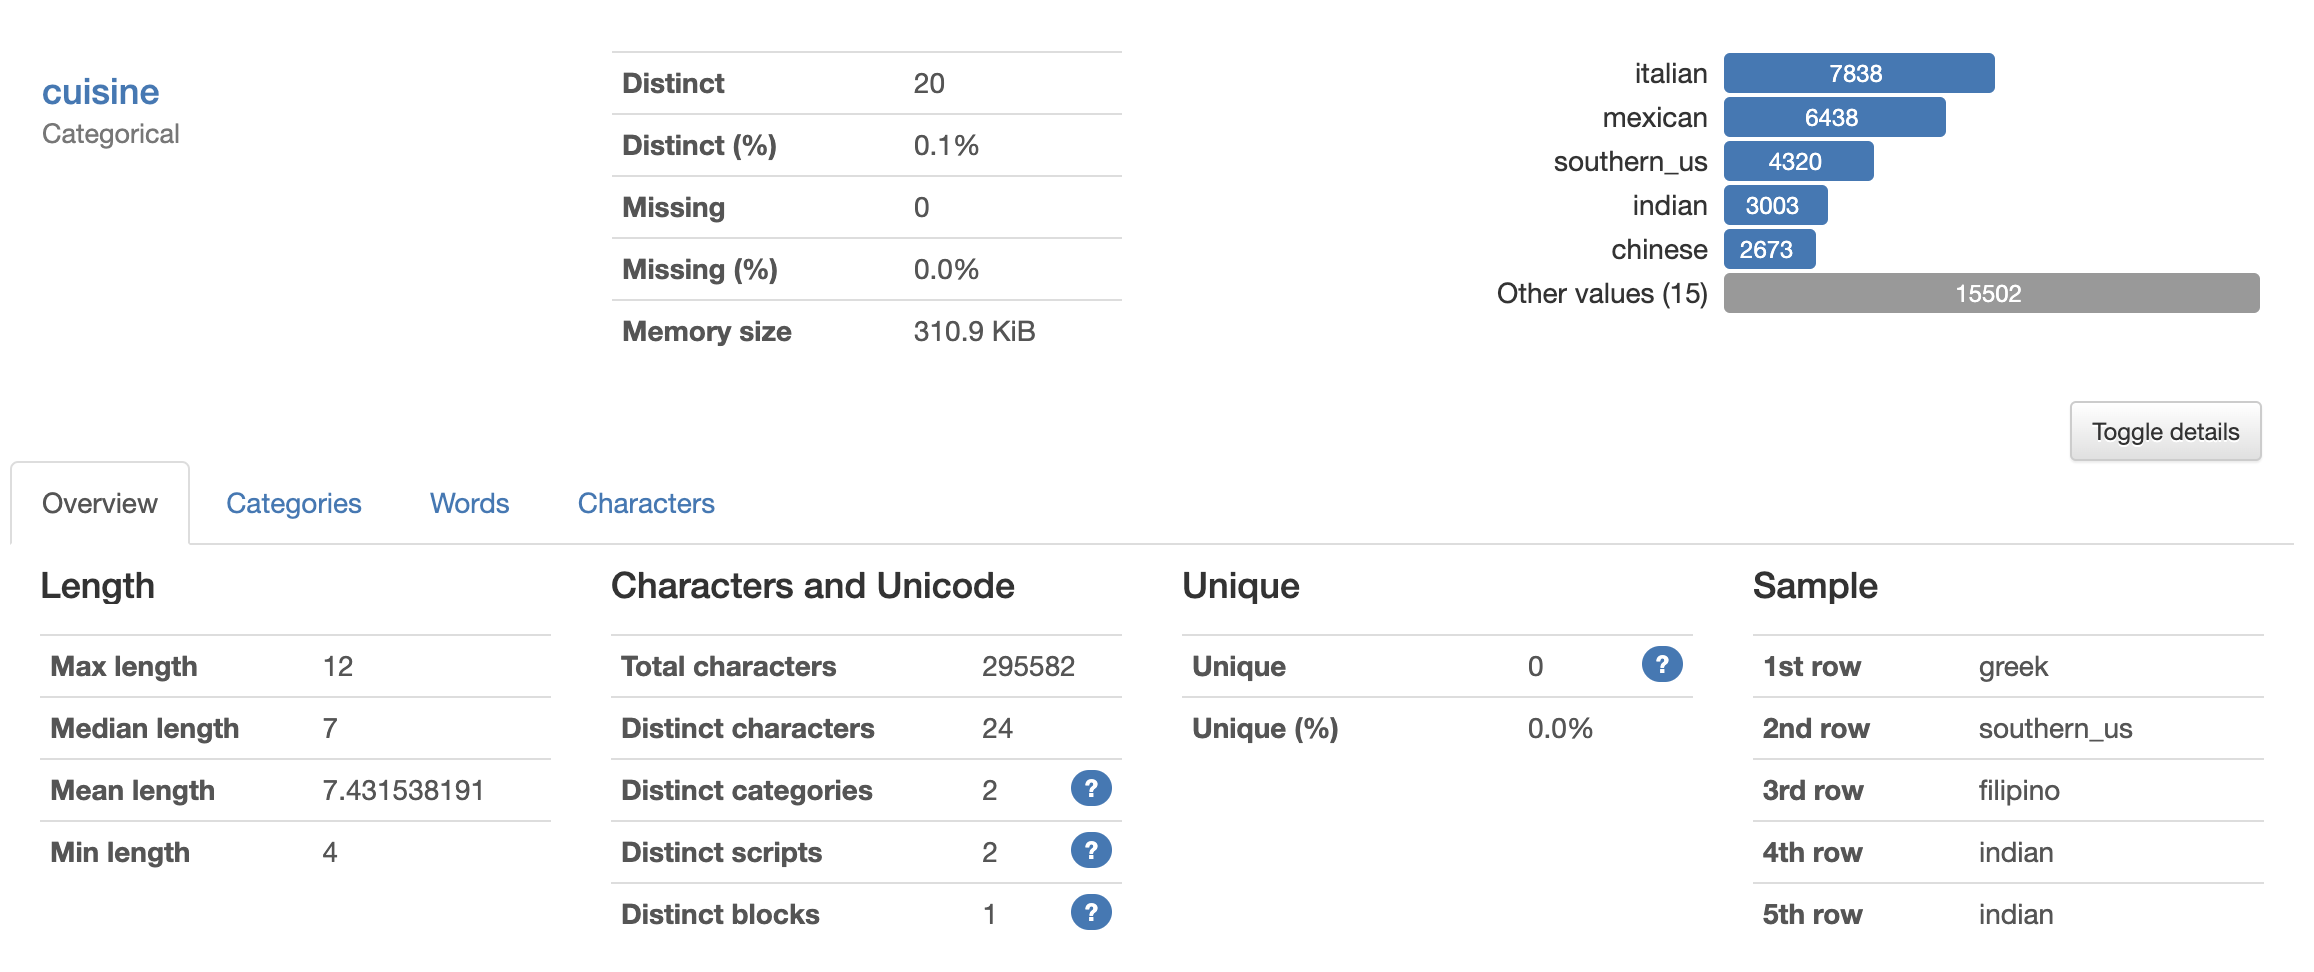 cuisine
Categorical
Distinct 20
Distinct (%) 0.1%
Missing 0
Missing (%) 0.0%
Memory size 310.9 KiB
italian 7838
mexican 6438
southern_us 4320
indian 3003
chinese 2673
Other values (15) 15502
Toggle details
Overview Categories Words Characters
Length
Max length 12
Median length 7
Mean length 7.431538191
Min length 4
Characters and Unicode
Total characters 295582
Distinct characters 24
Distinct categories 2 ?
Distinct scripts 2 ?
Distinct blocks 1 ?
Unique
Unique 0 ?
Unique (%) 0.0%
Sample
1st row greek
2nd row southern_us
3rd row filipino
4th row indian
5th row indian